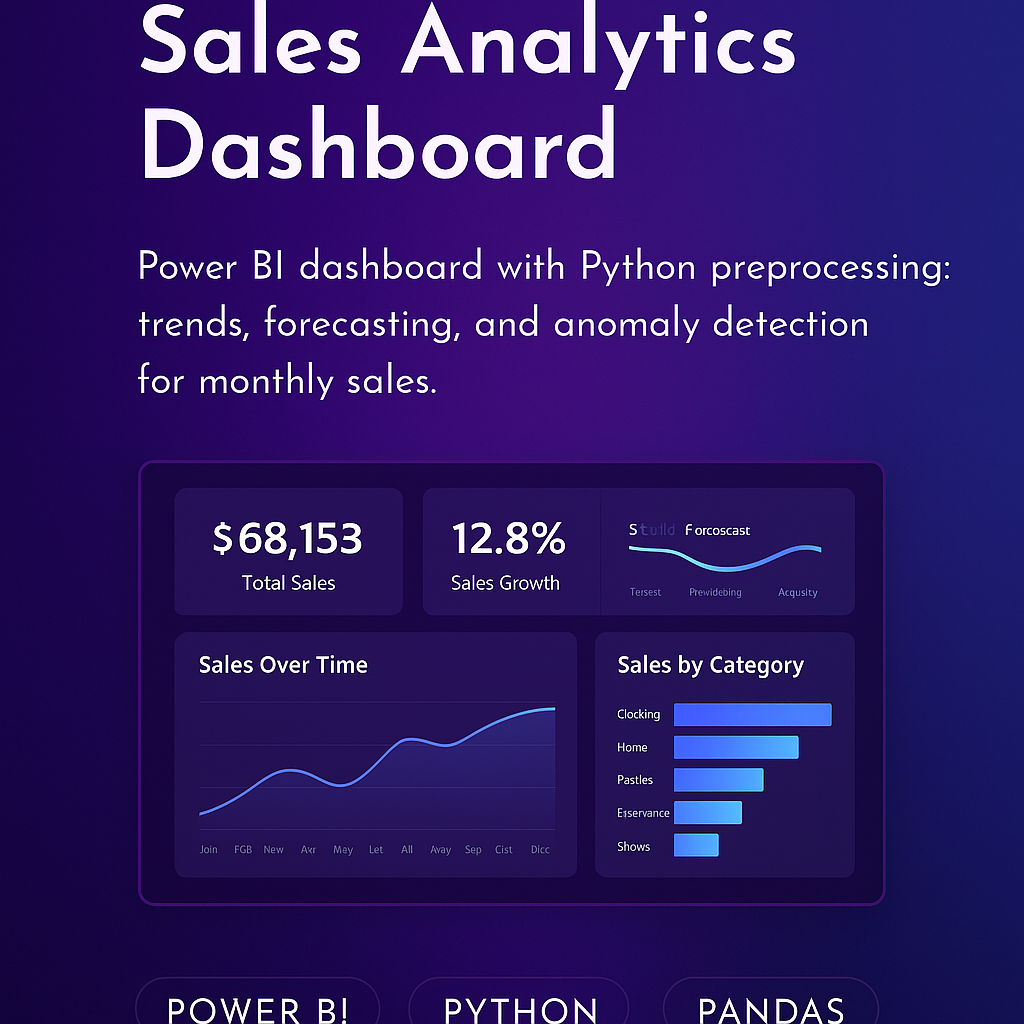 Sales Analytics
Dashboard
Power BI dashboard with Python preprocessing:
trends, forecasting, and anomaly detection
for monthly sales.
$68,153
Total Sales
12.8%
Sales Growth
Stuild Forcoscast
Tersest Prewidebing Acqusity
Sales Over Time
Join FGB New Axr May Let All Avay Sep Cist Dicc
Sales by Category
Clocking
Home
Pastles
Eıservance
Shows
POWER B! PYTHON PANDAS